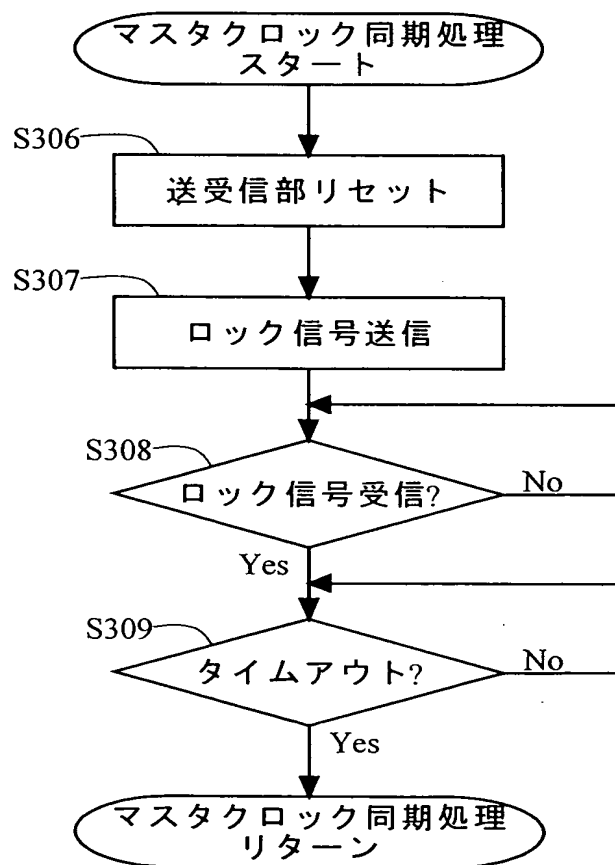 マスタクロック同期処理
スタート
S306
送受信部リセット
S307
ロック信号送信
S308
ロック信号受信?
No
Yes
S309
タイムアウト?
No
Yes
マスタクロック同期処理
リターン